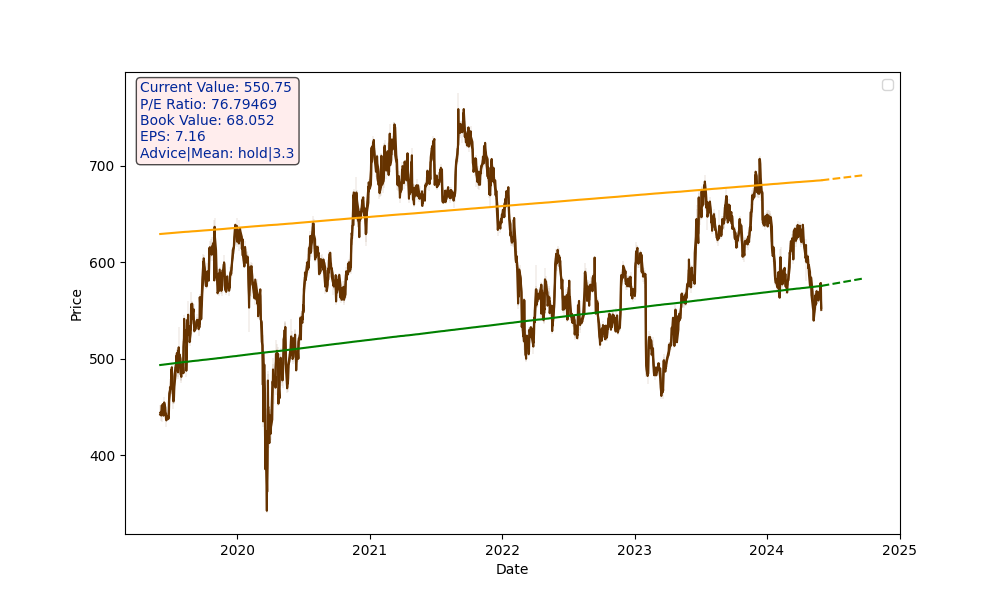 Current Value: 550.75
P/E Ratio: 76.79469
Book Value: 68.052
EPS: 7.16
Advice|Mean: hold|3.3
700
600
500
400
Price
2020
2021
2022
2023
2024
2025
Date